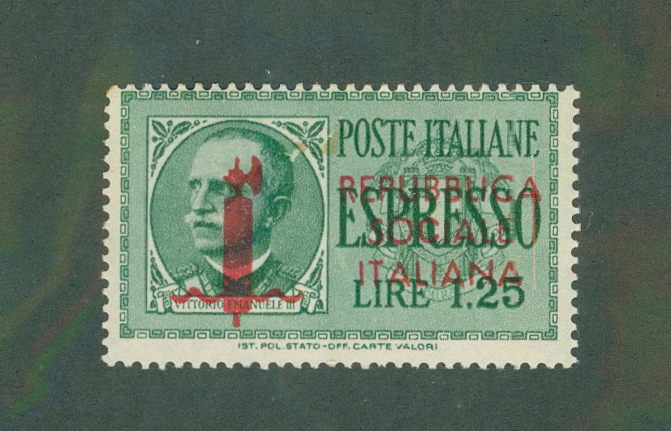 POSTE ITALIANE
REPUBBLICA
ESPRESSO
SOCIALE
ITALIANA
LIRE 1.25
VITTORIO EMANUELE III
IST. POL. STATO-OFF. CARTE VALORI